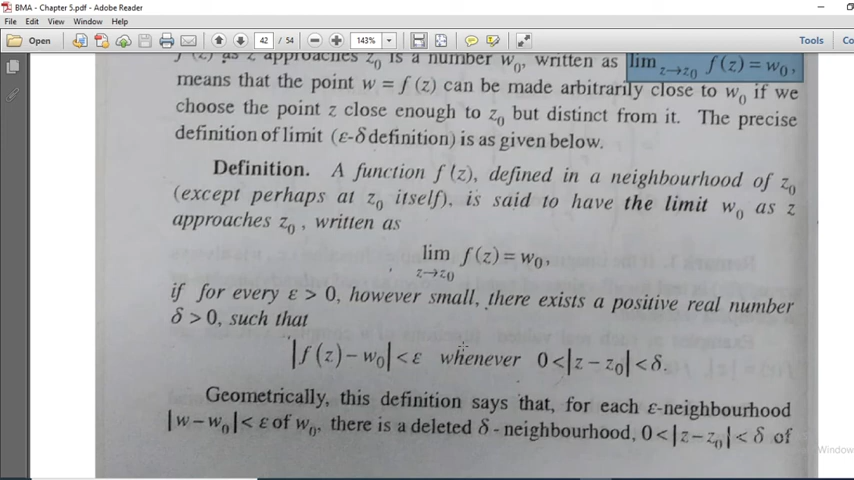 BMA - Chapter 5.pdf - Adobe Reader
File Edit View Window Help
Open 42 / 54 143% Tools
f (z) as z approaches z₀ is a number w₀, written as lim z→z₀ f (z) = w₀,
means that the point w = f (z) can be made arbitrarily close to w₀ if we
choose the point z close enough to z₀ but distinct from it. The precise
definition of limit (ε-δ definition) is as given below.
Definition. A function f (z), defined in a neighbourhood of z₀
(except perhaps at z₀ itself), is said to have the limit w₀ as z
approaches z₀ , written as
lim f (z) = w₀,
z→z₀
if for every ε > 0, however small, there exists a positive real number
δ > 0, such that
|f (z) − w₀| < ε whenever 0 < |z − z₀| < δ.
Geometrically, this definition says that, for each ε-neighbourhood
|w − w₀| < ε of w₀, there is a deleted δ - neighbourhood, 0 < |z − z₀| < δ of